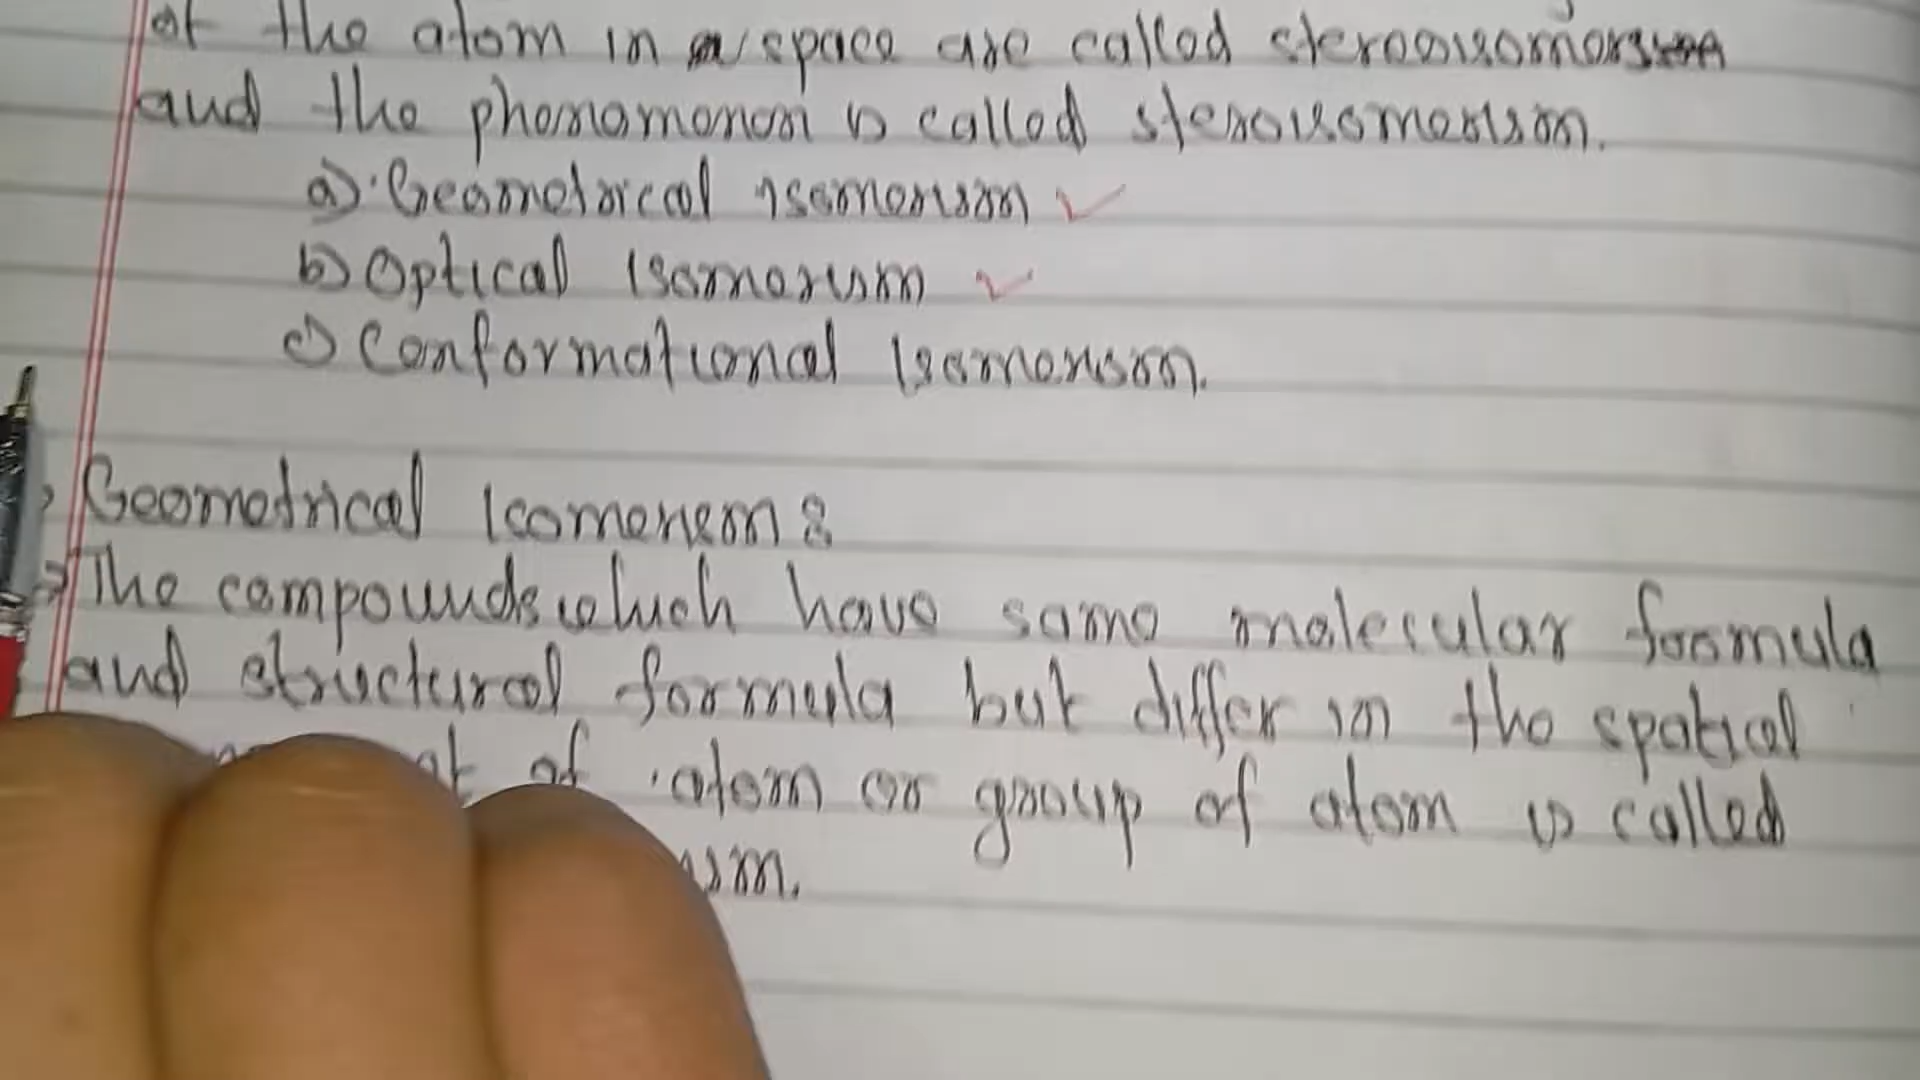 of the atom in space are called stereoisomers
and the phenomenon is called steroisomerism.
a) Geometrical isomerism ✓
b) Optical Isomerism ✓
c) Conformational Isomerism.
Geometrical Isomerism :
→ The compounds which have same molecular formula
and structural formula but differ in the spatial
of atom or group of atom is called